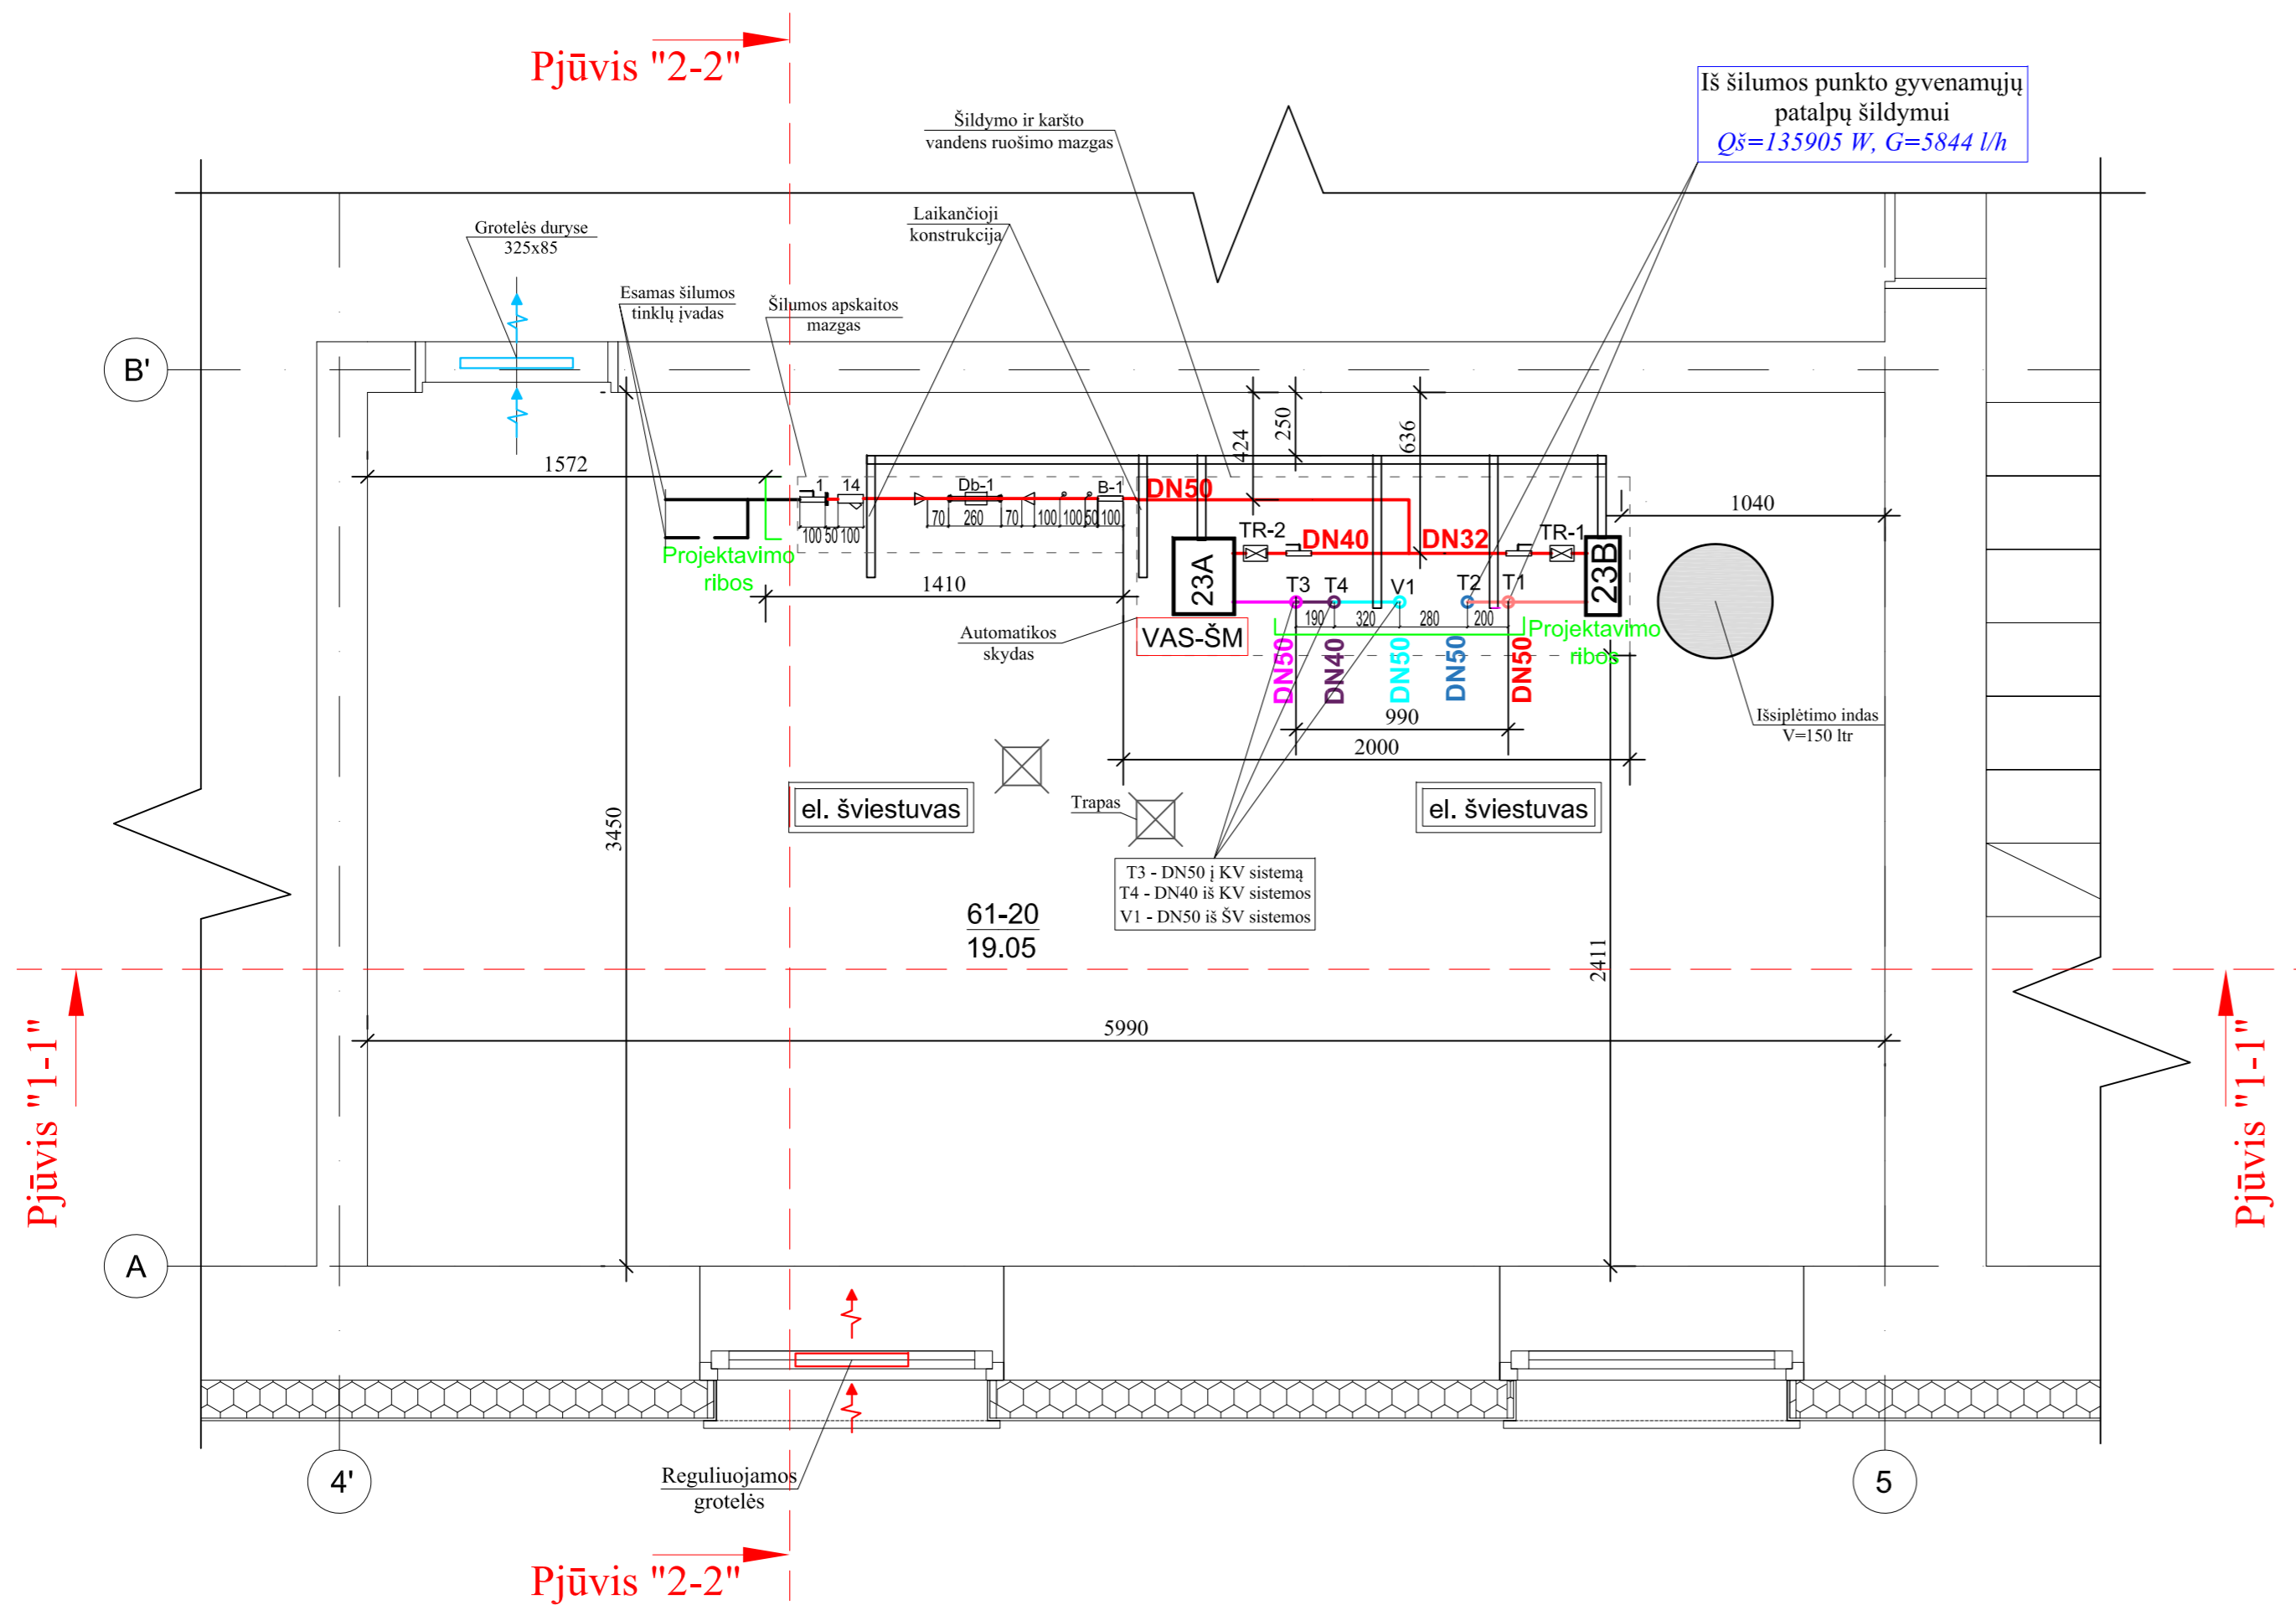 Pjūvis "2-2"
Iš šilumos punkto gyvenamųjų
patalpų šildymui
Qš=135905 W, G=5844 l/h
Šildymo ir karšto
vandens ruošimo mazgas
Laikančioji
konstrukcija
Grotelės duryse
325x85
Esamas šilumos
tinklų įvadas
Šilumos apskaitos
mazgas
B'
424
250
636
1572
1
14
Db-1
B-1
DN50
1040
70
260
70
100
100
50
100
100
50
100
TR-2
DN40
DN32
TR-1
Projektavimo
ribos
1410
23A
T3
T4
V1
T2
T1
23B
190
320
280
200
Automatikos
skydas
VAS-ŠM
Projektavimo
ribos
DN50
DN40
DN50
DN50
DN50
990
2000
Išsiplėtimo indas
V=150 ltr
3450
el. šviestuvas
Trapas
el. šviestuvas
T3 - DN50 į KV sistemą
T4 - DN40 iš KV sistemos
V1 - DN50 iš ŠV sistemos
61-20
19.05
2411
5990
Pjūvis "1-1"
Pjūvis "1-1"
A
4'
5
Reguliuojamos
grotelės
Pjūvis "2-2"